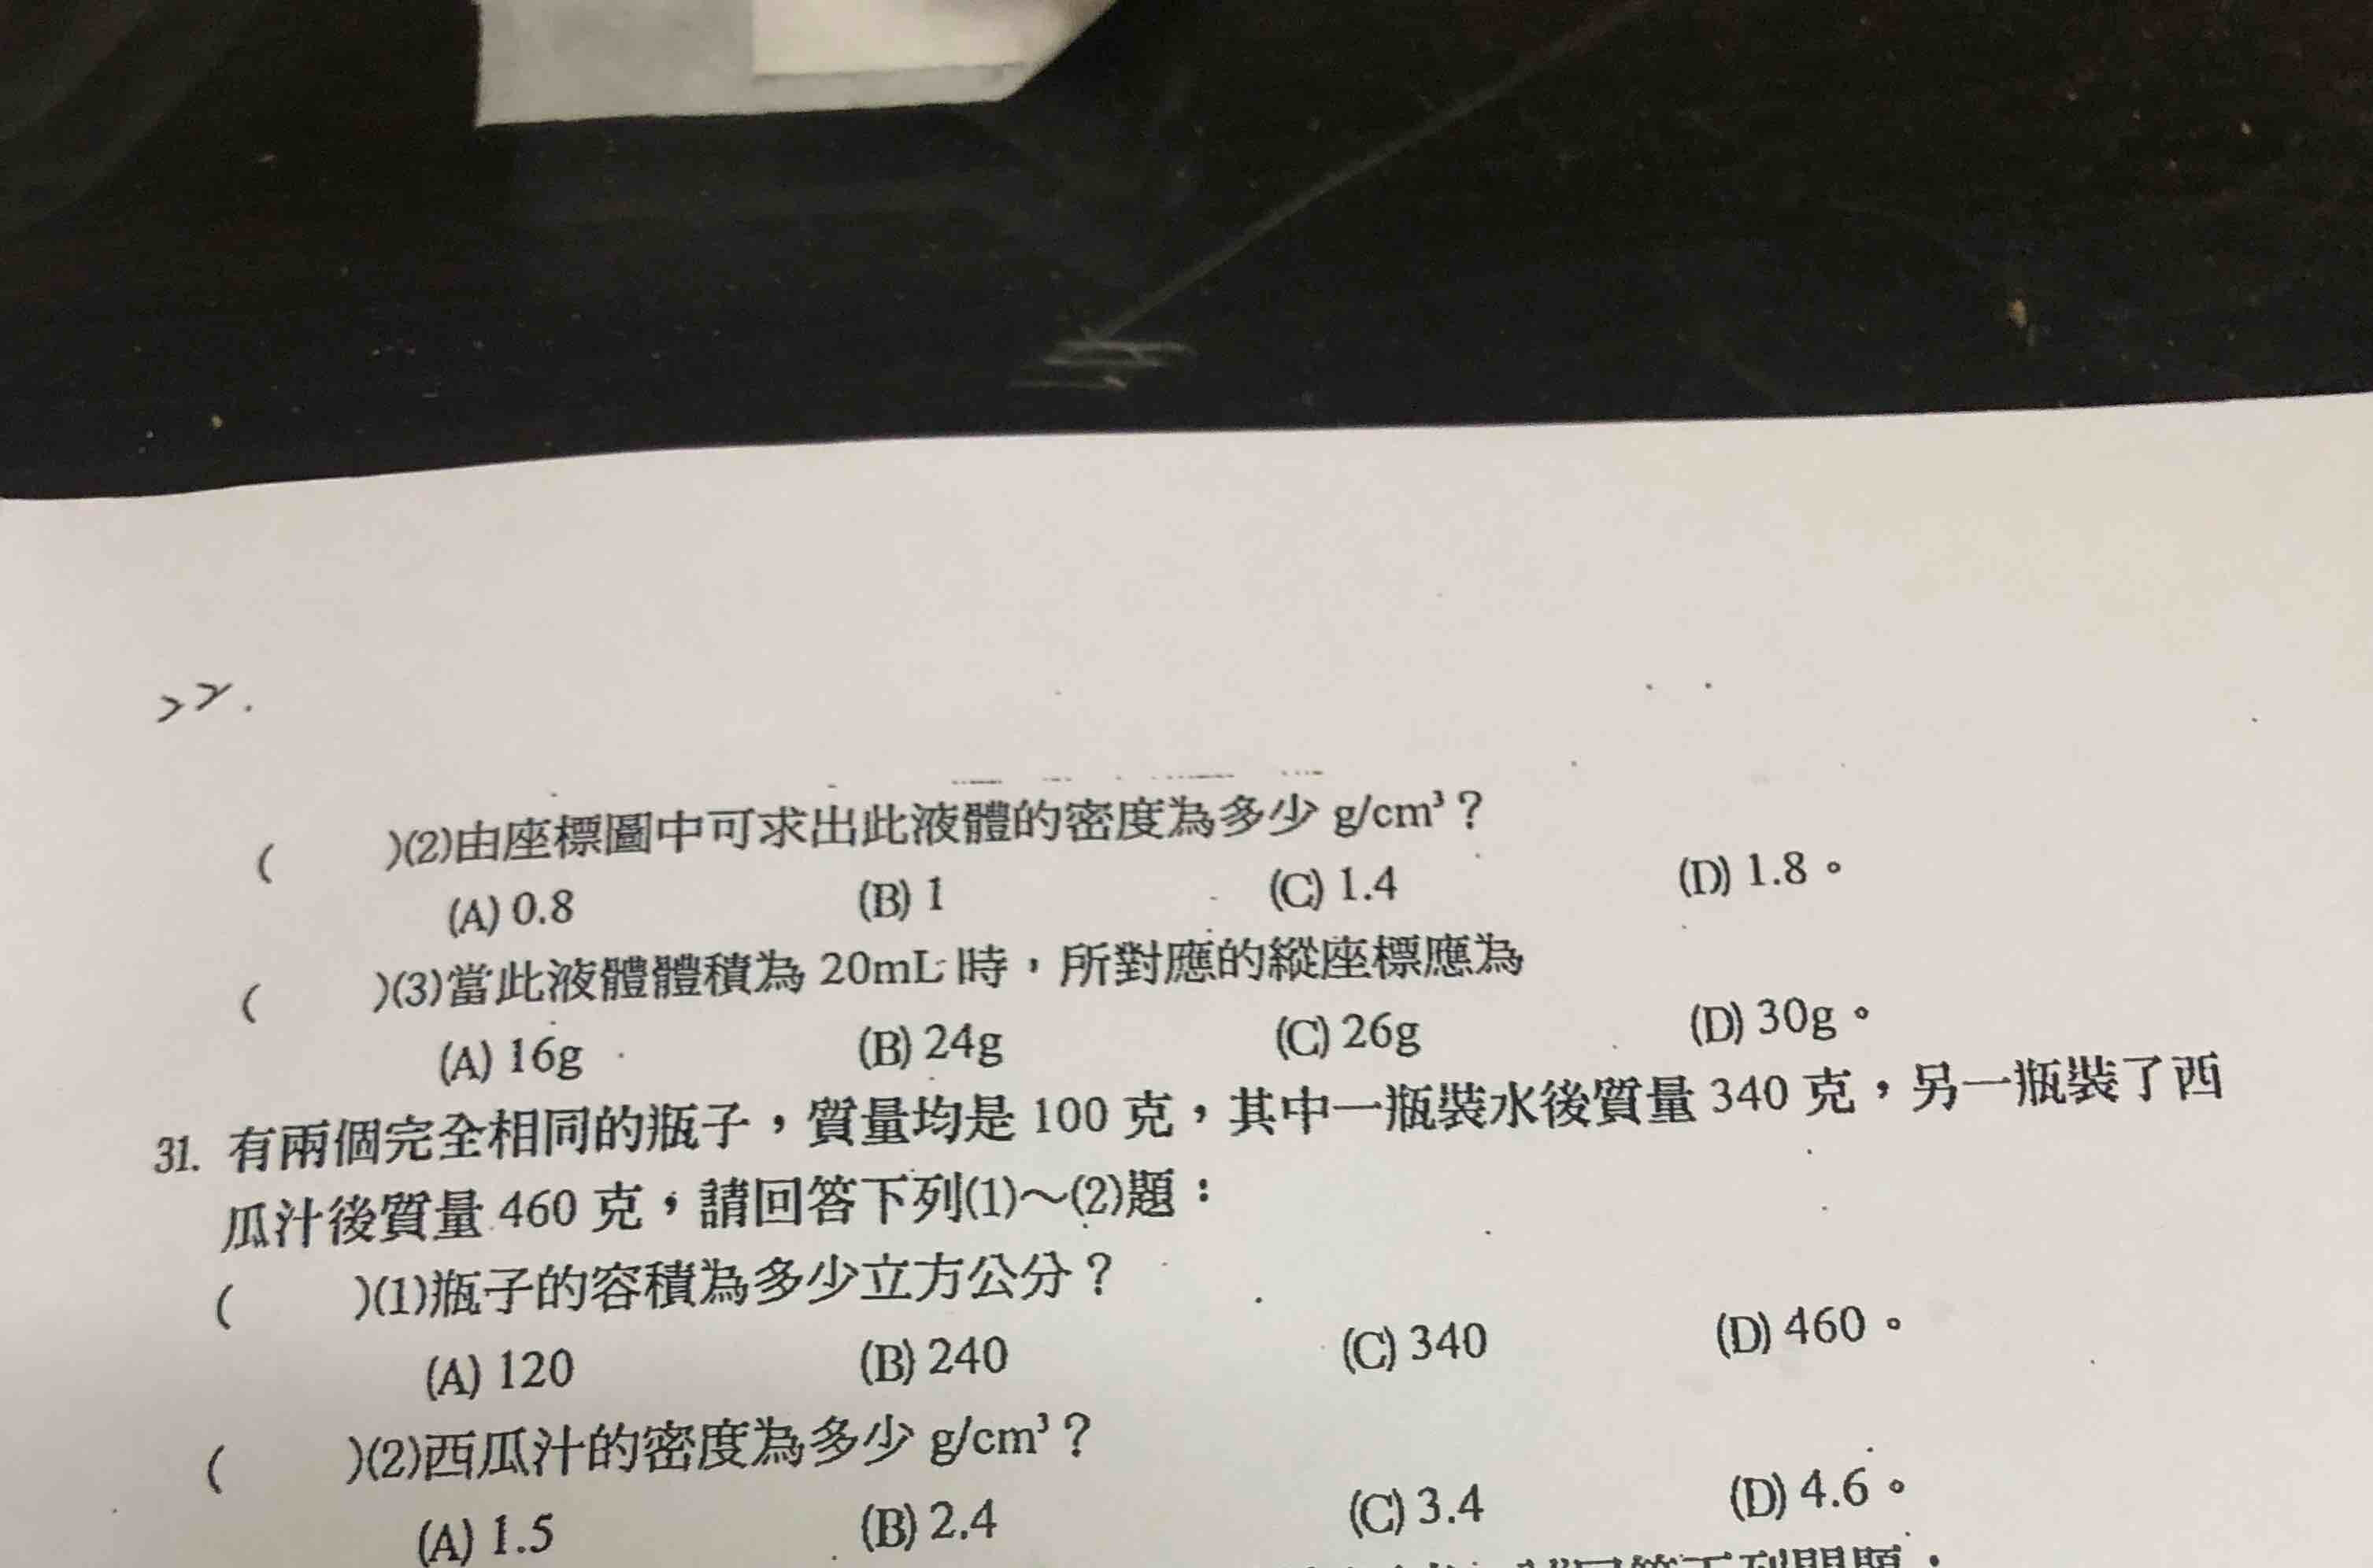 (　　)(2)由座標圖中可求出此液體的密度為多少 g/cm³？
(A) 0.8　(B) 1　(C) 1.4　(D) 1.8。
(　　)(3)當此液體體積為 20mL 時，所對應的縱座標應為
(A) 16g　(B) 24g　(C) 26g　(D) 30g。
31. 有兩個完全相同的瓶子，質量均是 100 克，其中一瓶裝水後質量 340 克，另一瓶裝了西
瓜汁後質量 460 克，請回答下列(1)～(2)題：
(　　)(1)瓶子的容積為多少立方公分？
(A) 120　(B) 240　(C) 340　(D) 460。
(　　)(2)西瓜汁的密度為多少 g/cm³？
(A) 1.5　(B) 2.4　(C) 3.4　(D) 4.6。